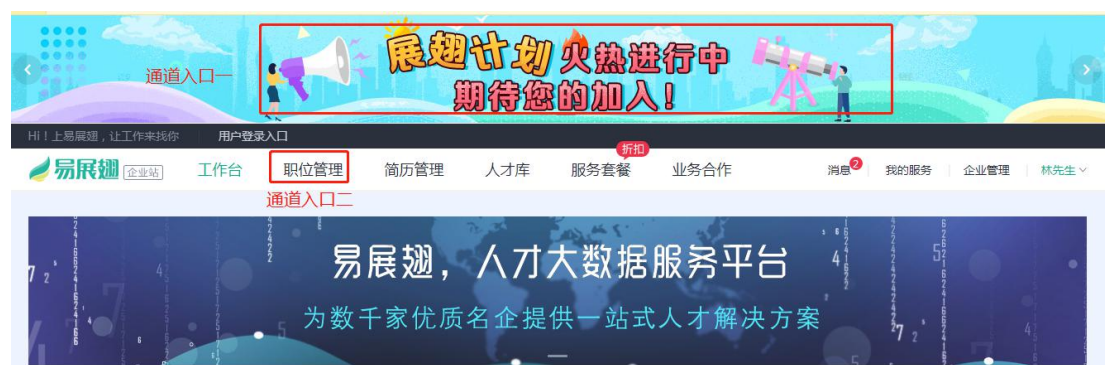 展翅计划 火热进行中
通道入口一
期待您的加入！
Hi！上易展翅，让工作来找你 用户登录入口
折扣
易展翅 企业站 工作台 职位管理 简历管理 人才库 服务套餐 业务合作 消息 2 我的服务 企业管理 林先生
通道入口二
易展翅，人才大数据服务平台
为数千家优质名企提供一站式人才解决方案